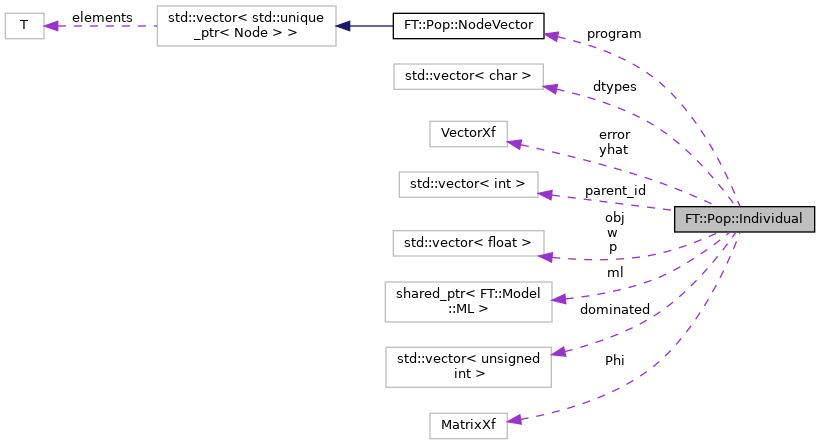 T
elements
std::vector< std::unique
_ptr< Node > >
FT::Pop::NodeVector
program
std::vector< char >
dtypes
VectorXf
error
yhat
std::vector< int >
parent_id
FT::Pop::Individual
std::vector< float >
obj
w
p
shared_ptr< FT::Model
::ML >
ml
dominated
std::vector< unsigned
int >
Phi
MatrixXf